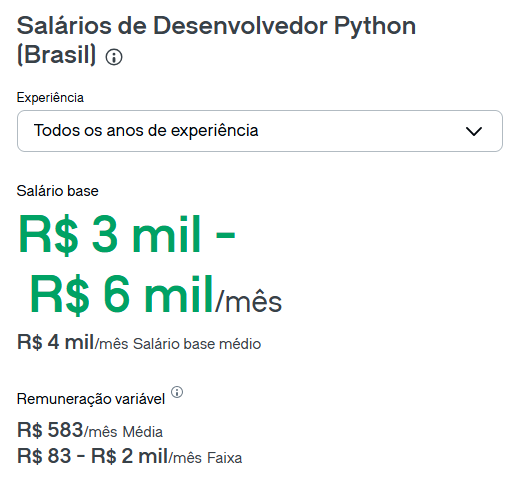 Salários de Desenvolvedor Python
(Brasil)
Experiência
Todos os anos de experiência
Salário base
R$ 3 mil -
R$ 6 mil/mês
R$ 4 mil/mês Salário base médio
Remuneração variável
R$ 583/mês Média
R$ 83 - R$ 2 mil/mês Faixa